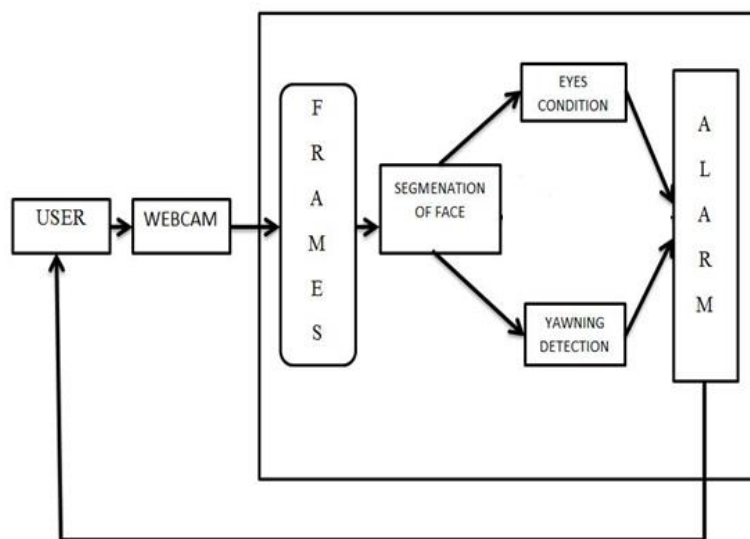 USER
WEBCAM
F
R
A
M
E
S
SEGMENATION
OF FACE
EYES
CONDITION
YAWNING
DETECTION
A
L
A
R
M